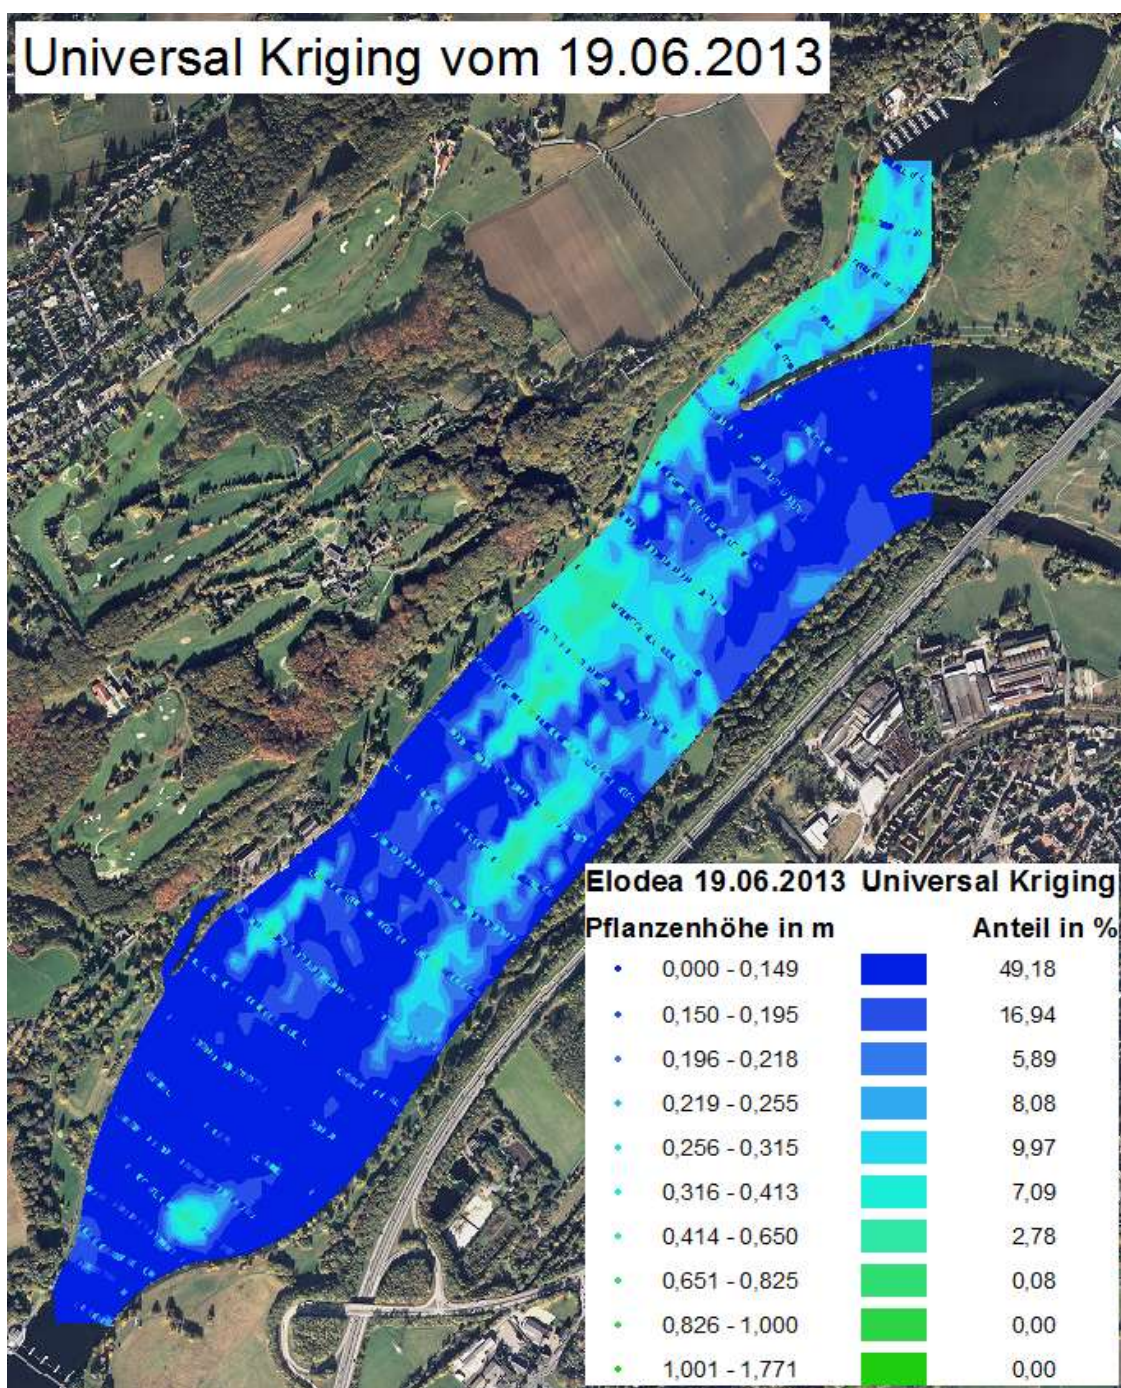 Universal Kriging vom 19.06.2013
Elodea 19.06.2013 Universal Kriging
Pflanzenhöhe in m Anteil in %
0,000 - 0,149 49,18
0,150 - 0,195 16,94
0,196 - 0,218 5,89
0,219 - 0,255 8,08
0,256 - 0,315 9,97
0,316 - 0,413 7,09
0,414 - 0,650 2,78
0,651 - 0,825 0,08
0,826 - 1,000 0,00
1,001 - 1,771 0,00